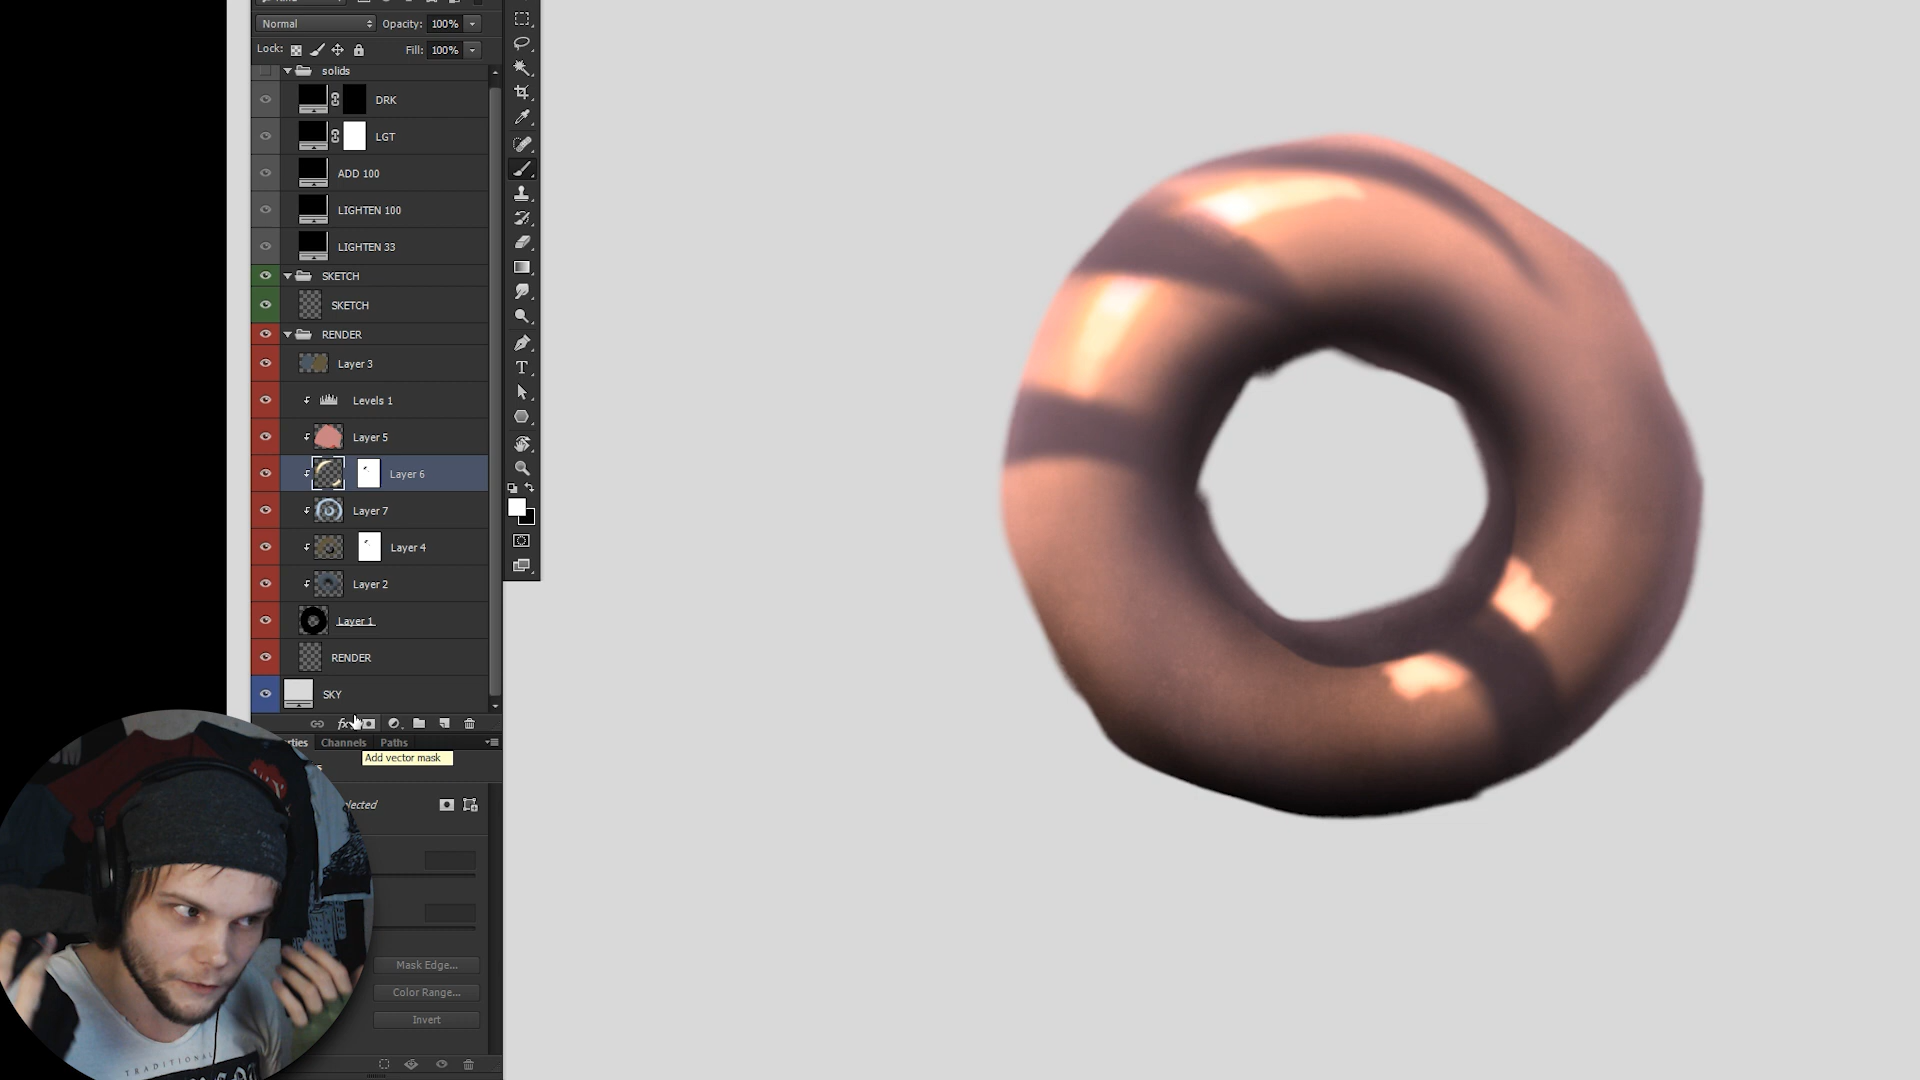 Normal
Opacity:
100%
Lock:
Fill:
100%
solids
DRK
LGT
ADD 100
LIGHTEN 100
LIGHTEN 33
SKETCH
SKETCH
RENDER
Layer 3
Levels 1
Layer 5
Layer 6
Layer 7
Layer 4
Layer 2
Layer 1
RENDER
SKY
fx
Channels
Paths
Add vector mask
Mask Edge...
Color Range...
Invert
TRADITIONAL